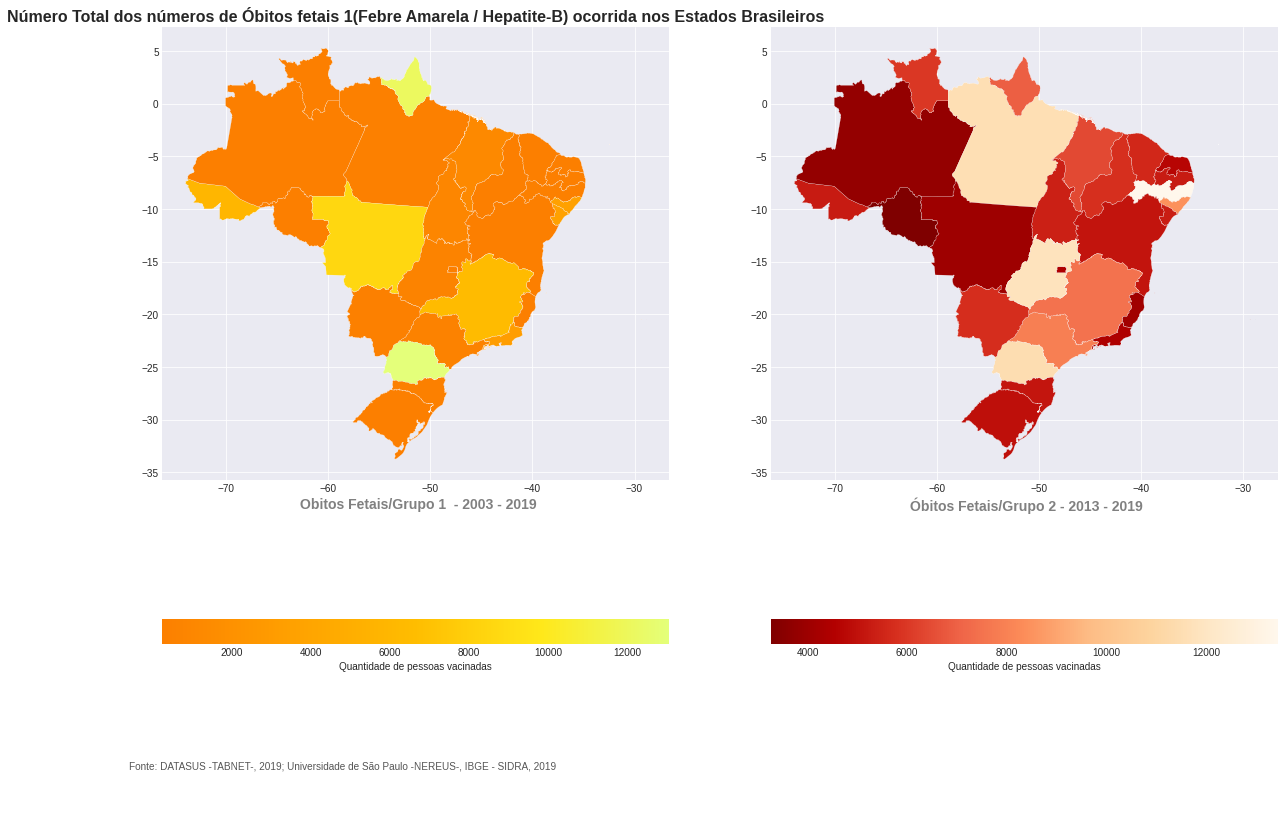 Número Total dos números de Óbitos fetais 1(Febre Amarela / Hepatite-B) ocorrida nos Estados Brasileiros
5
0
−5
−10
−15
−20
−25
−30
−35
−70 −60 −50 −40 −30
Obitos Fetais/Grupo 1 - 2003 - 2019
5
0
−5
−10
−15
−20
−25
−30
−35
−70 −60 −50 −40 −30
Óbitos Fetais/Grupo 2 - 2013 - 2019
2000 4000 6000 8000 10000 12000
Quantidade de pessoas vacinadas
4000 6000 8000 10000 12000
Quantidade de pessoas vacinadas
Fonte: DATASUS -TABNET-, 2019; Universidade de São Paulo -NEREUS-, IBGE - SIDRA, 2019